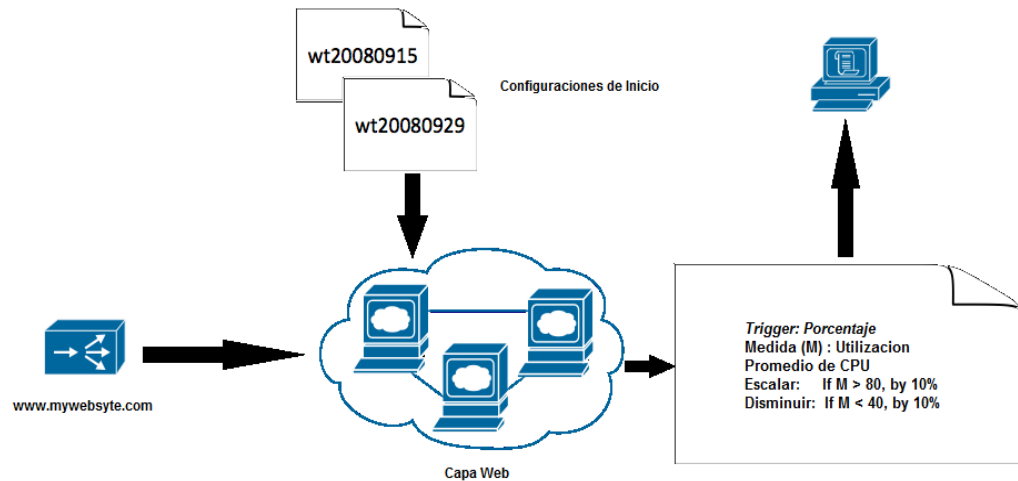 wt20080915
Configuraciones de Inicio
wt20080929
www.mywebsyte.com
Trigger: Porcentaje
Medida (M) : Utilizacion
Promedio de CPU
Escalar: If M > 80, by 10%
Disminuir: If M < 40, by 10%
Capa Web